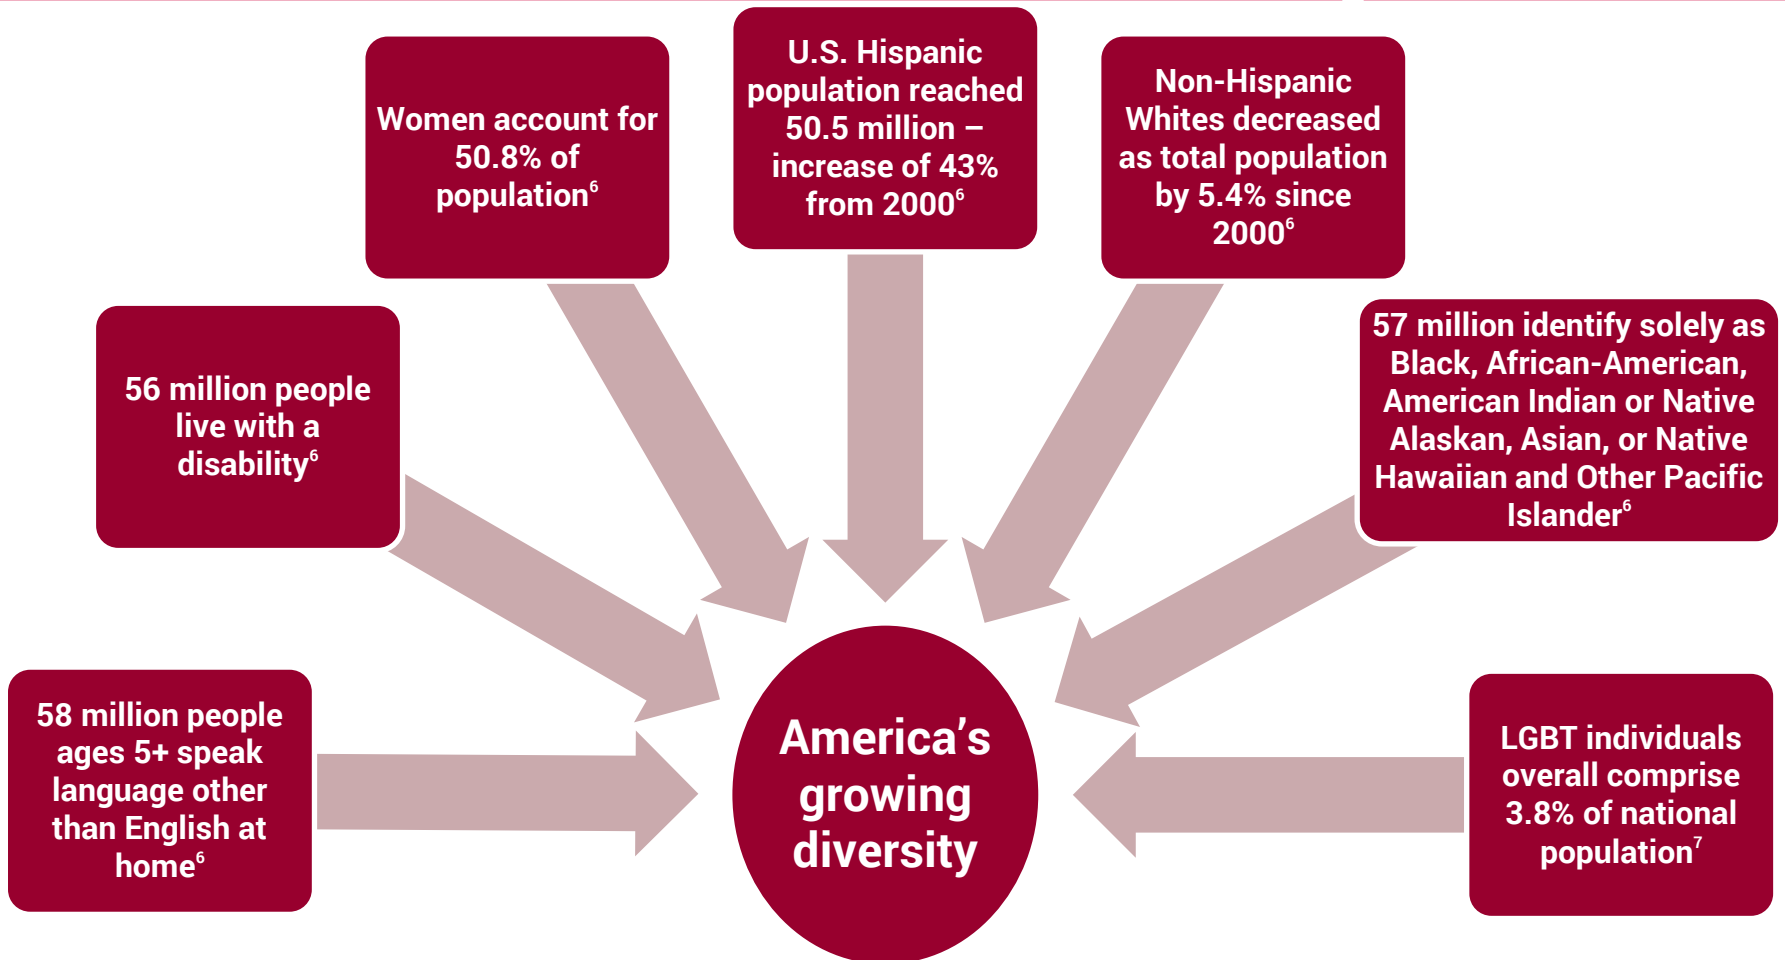 U.S. Hispanic
population reached
50.5 million –
increase of 43%
from 2000⁶
Women account for
50.8% of
population⁶
Non-Hispanic
Whites decreased
as total population
by 5.4% since
2000⁶
56 million people
live with a
disability⁶
57 million identify solely as
Black, African-American,
American Indian or Native
Alaskan, Asian, or Native
Hawaiian and Other Pacific
Islander⁶
58 million people
ages 5+ speak
language other
than English at
home⁶
America’s
growing
diversity
LGBT individuals
overall comprise
3.8% of national
population⁷